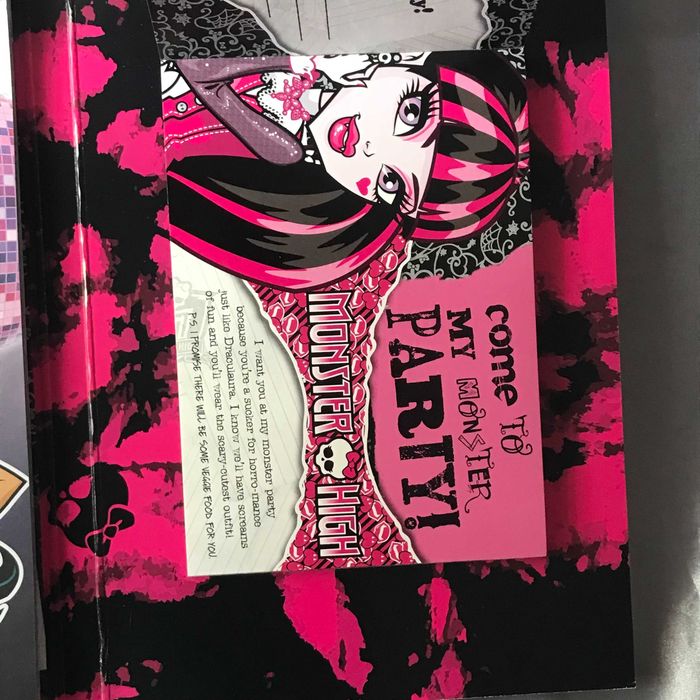 come TO
MY MONSTER
PARTY!
MONSTER HIGH
I want you at my monster party
because you're a sucker for horro-mance
just like Draculaura. I know we'll have screams
of fun and you'll wear the scary-cutest outfit!
P.S. I PROMISE THERE WILL BE SOME VEGGIE FOOD FOR YOU.